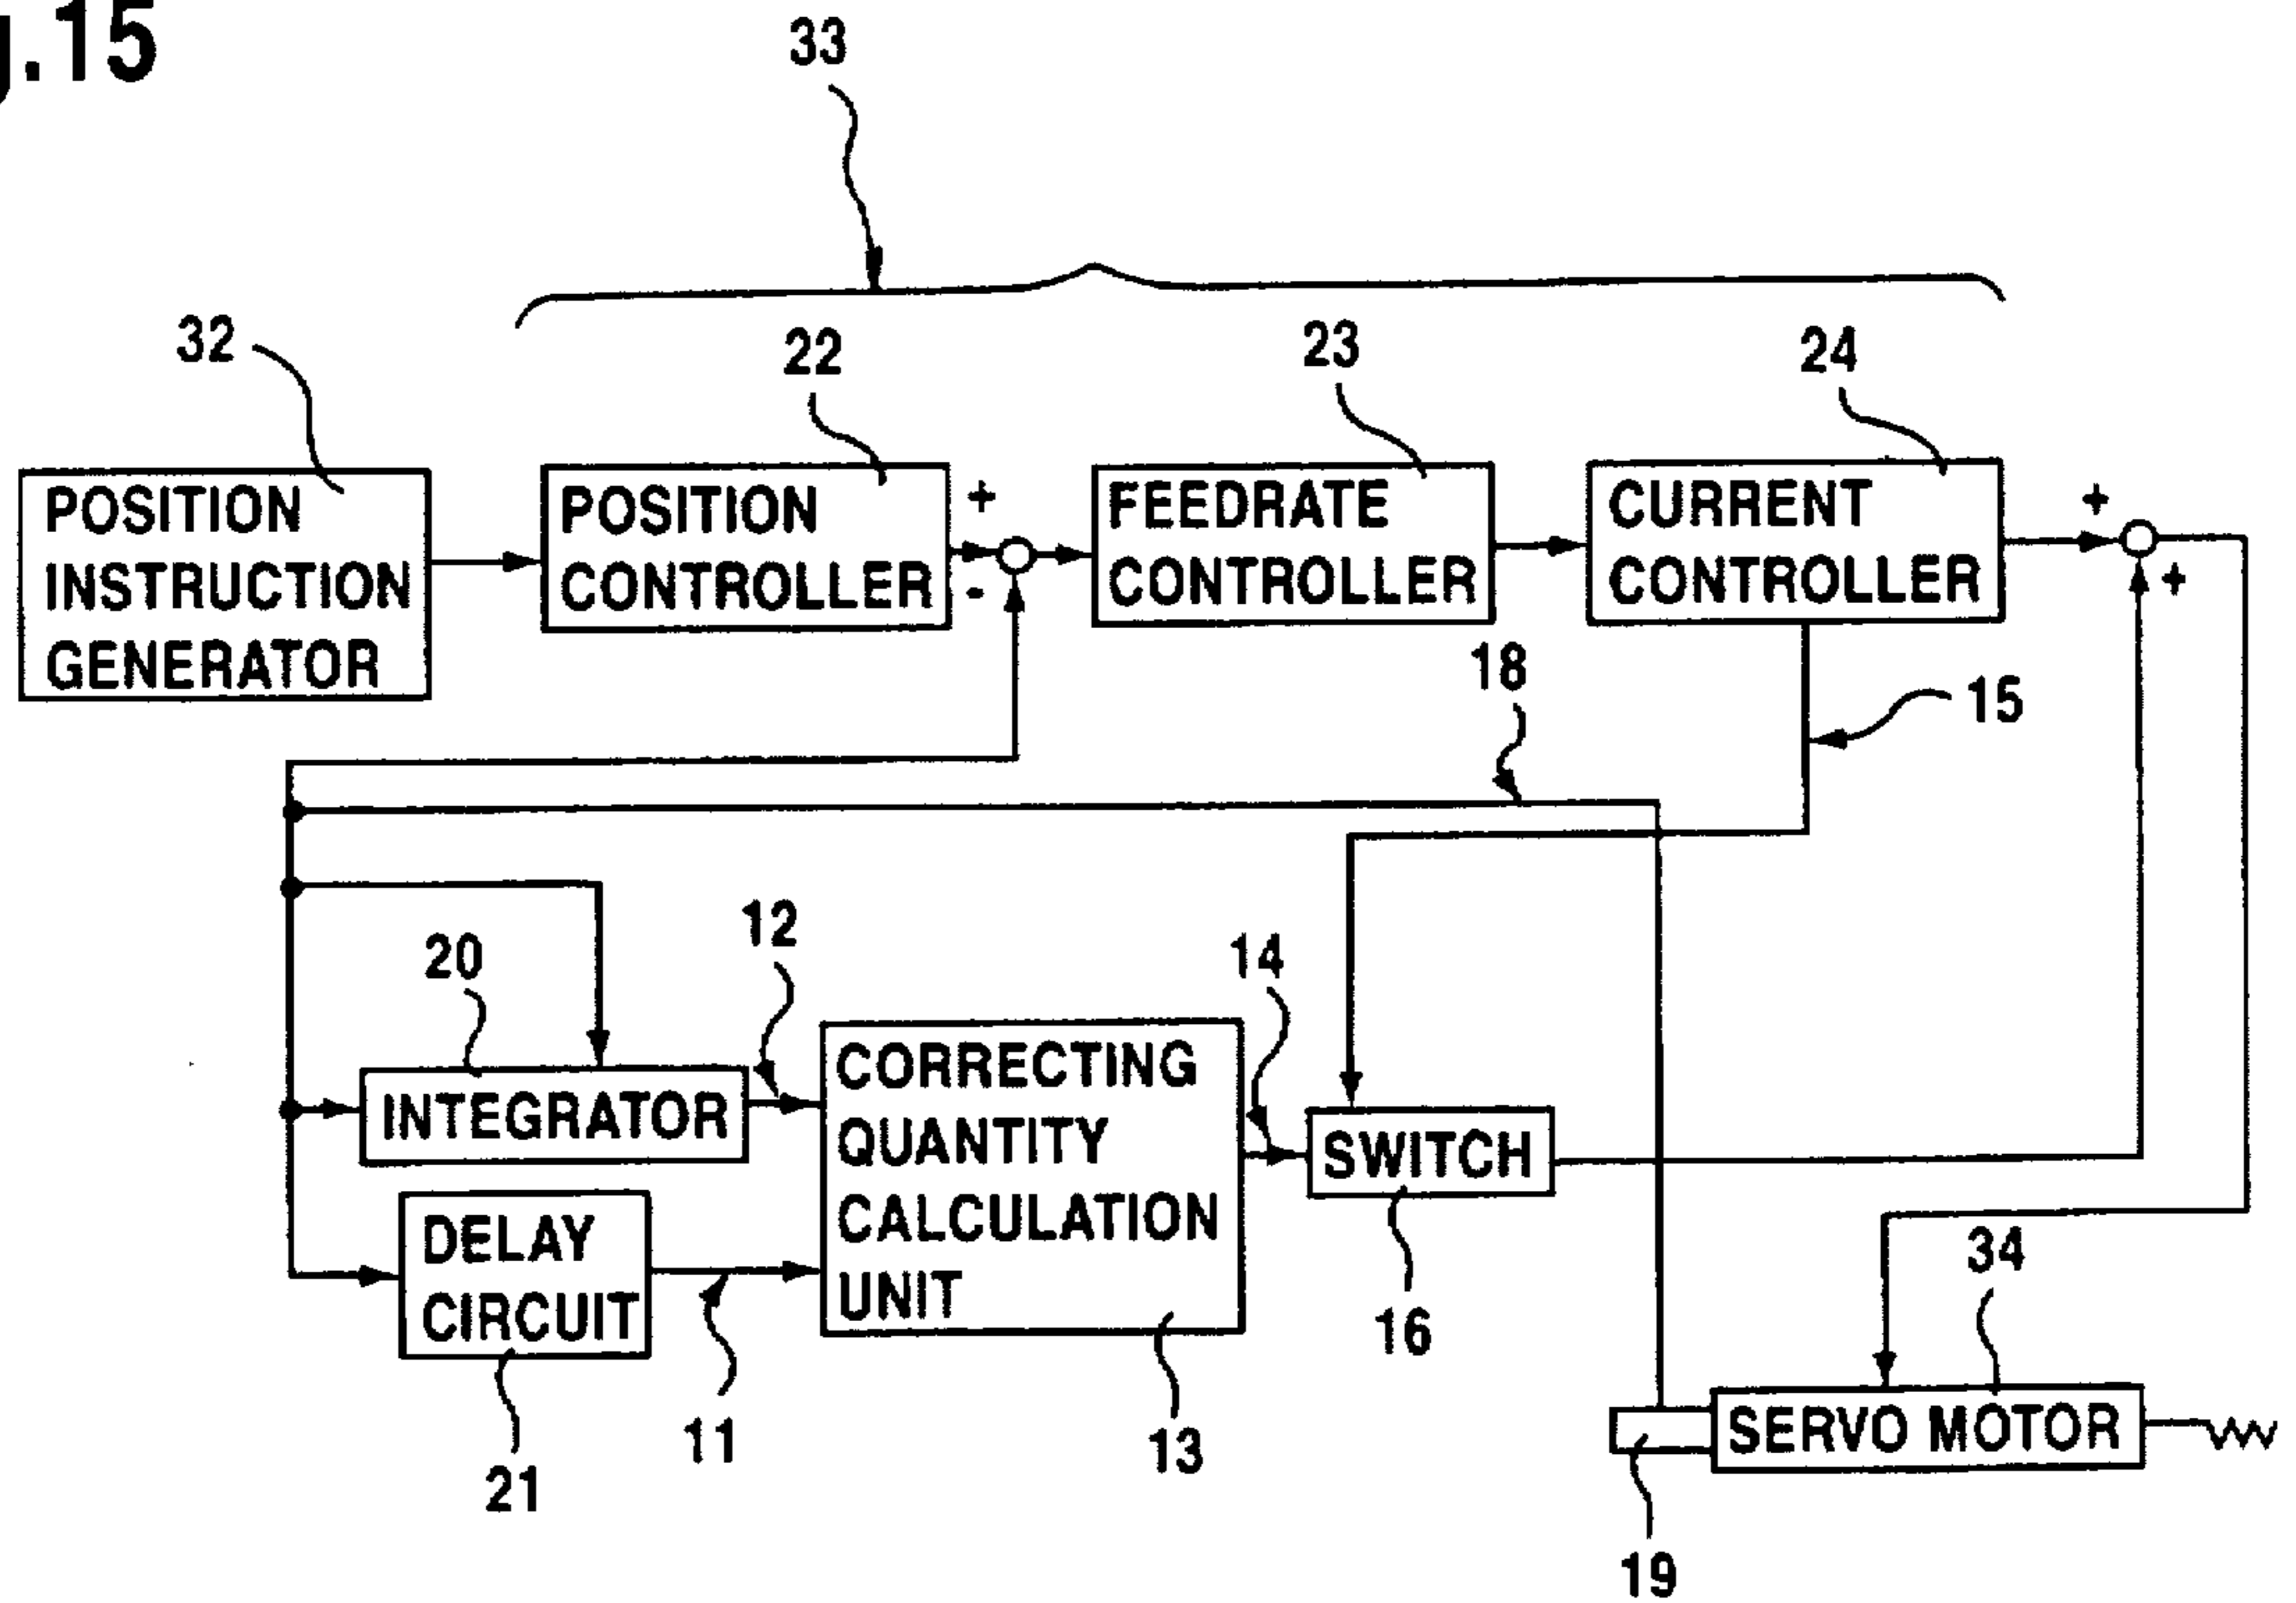 g.15
33
32
22
23
24
POSITION
INSTRUCTION
GENERATOR
POSITION
CONTROLLER
+
-
FEEDRATE
CONTROLLER
CURRENT
CONTROLLER
+
+
18
15
20
12
14
INTEGRATOR
DELAY
CIRCUIT
CORRECTING
QUANTITY
CALCULATION
UNIT
SWITCH
34
16
11
13
21
SERVO MOTOR
19